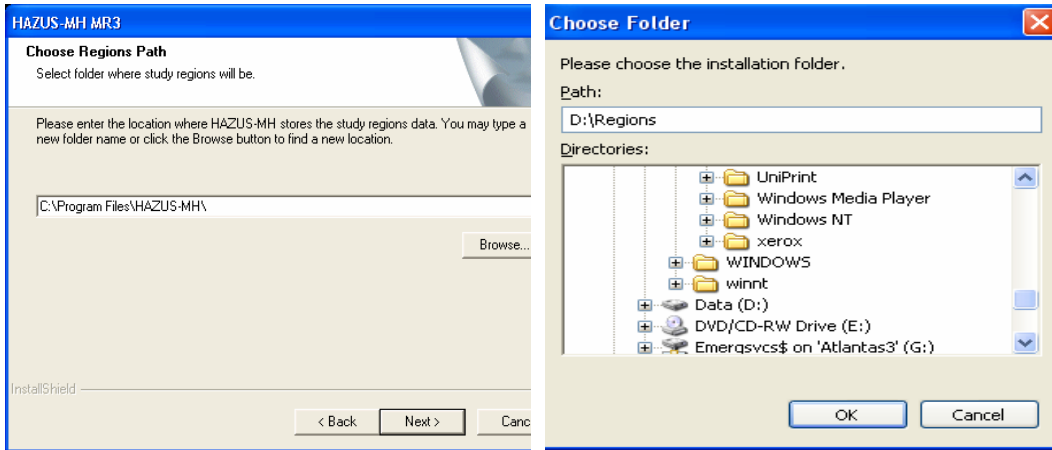 HAZUS-MH MR3
Choose Regions Path
Select folder where study regions will be.
Please enter the location where HAZUS-MH stores the study regions data. You may type a
new folder name or click the Browse button to find a new location.
C:\Program Files\HAZUS-MH\
Browse...
InstallShield
< Back
Next >
Canc
Choose Folder
Please choose the installation folder.
Path:
D:\Regions
Directories:
UniPrint
Windows Media Player
Windows NT
xerox
WINDOWS
winnt
Data (D:)
DVD/CD-RW Drive (E:)
Emergsvcs$ on 'Atlantas3' (G:)
OK
Cancel